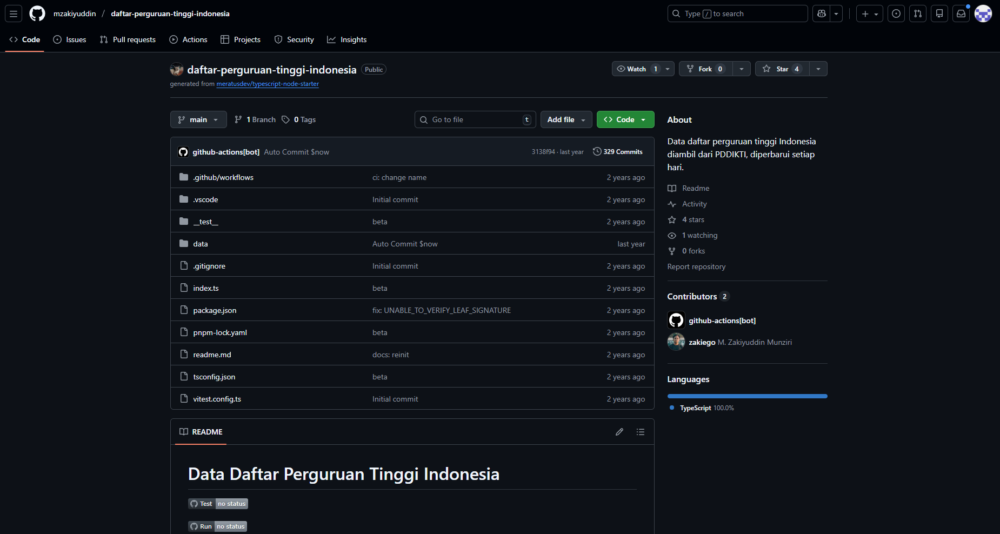 mzakiyuddin / daftar-perguruan-tinggi-indonesia
Type / to search
Code Issues Pull requests Actions Projects Security Insights
daftar-perguruan-tinggi-indonesia Public
Watch 1 Fork 0 Star 4
generated from meratusdev/typescript-node-starter
main 1 Branch 0 Tags Go to file t Add file Code
github-actions[bot] Auto Commit $now 3138f94 · last year 329 Commits
.github/workflows ci: change name 2 years ago
.vscode Initial commit 2 years ago
__test__ beta 2 years ago
data Auto Commit $now last year
.gitignore Initial commit 2 years ago
index.ts beta 2 years ago
package.json fix: UNABLE_TO_VERIFY_LEAF_SIGNATURE 2 years ago
pnpm-lock.yaml beta 2 years ago
readme.md docs: reinit 2 years ago
tsconfig.json beta 2 years ago
vitest.config.ts Initial commit 2 years ago
README
Data Daftar Perguruan Tinggi Indonesia
Test no status
Run no status
About
Data daftar perguruan tinggi Indonesia
diambil dari PDDIKTI, diperbarui setiap
hari.
Readme
Activity
4 stars
1 watching
0 forks
Report repository
Contributors 2
github-actions[bot]
zakiego M. Zakiyuddin Munziri
Languages
TypeScript 100.0%